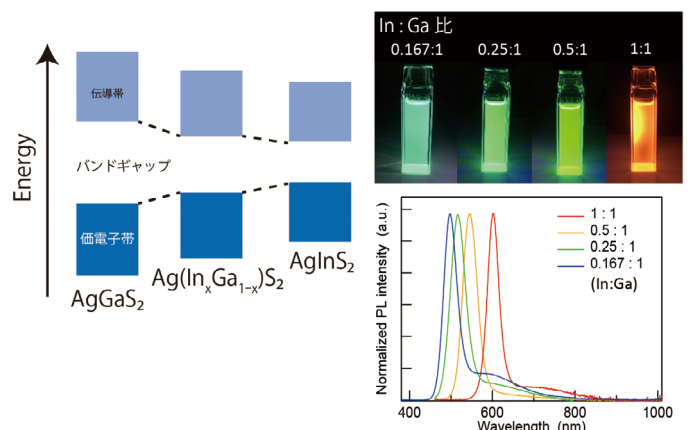 Energy
伝導帯
バンドギャップ
価電子帯
AgGaS₂
Ag(InₓGa₁₋ₓ)S₂
AgInS₂
In : Ga 比
0.167:1 0.25:1 0.5:1 1:1
Normalized PL intensity (a.u.)
1 : 1
0.5 : 1
0.25 : 1
0.167 : 1
(In:Ga)
400 600 800 1000
Wavelength (nm)